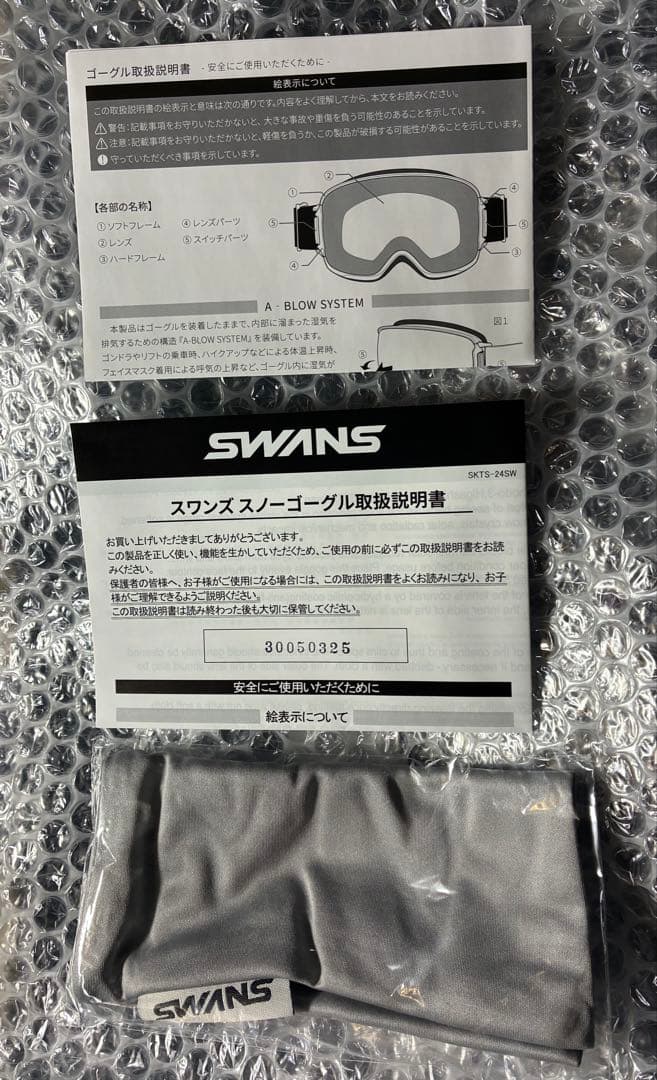 ゴーグル取扱説明書 - 安全にご使用いただくために -
絵表示について
この取扱説明書の絵表示と意味は次の通りです。内容をよく理解してから、本文をお読みください。
警告:記載事項をお守りいただかないと、大きな事故や重傷を負う可能性のあることを示しています。
注意:記載事項をお守りいただかないと、軽傷を負うか、この製品が破損する可能性があることを示しています。
守っていただくべき事項を示しています。
【各部の名称】
①ソフトフレーム ④レンズパーツ
②レンズ ⑤スイッチパーツ
③ハードフレーム
②
① ④
⑤ ⑤
④ ③
A - BLOW SYSTEM
本製品はゴーグルを装着したままで、内部に溜まった湿気を
排気するための構造『A-BLOW SYSTEM』を装備しています。
ゴンドラやリフトの乗車時、ハイクアップなどによる体温上昇時、
フェイスマスク着用による呼気の上昇など、ゴーグル内に湿気が
図1
⑤
SWANS
SKTS-24SW
スワンズ スノーゴーグル取扱説明書
お買い上げいただきましてありがとうございます。
この製品を正しく使い、機能を生かしていただくため、ご使用の前に必ずこの取扱説明書をお読
みください。
保護者の皆様へ、お子様がご使用になる場合には、この取扱説明書をよくお読みになり、お子
様がご理解できるようご説明ください。
この取扱説明書は読み終わった後も大切に保管してください。
30050325
安全にご使用いただくために
絵表示について
SWANS